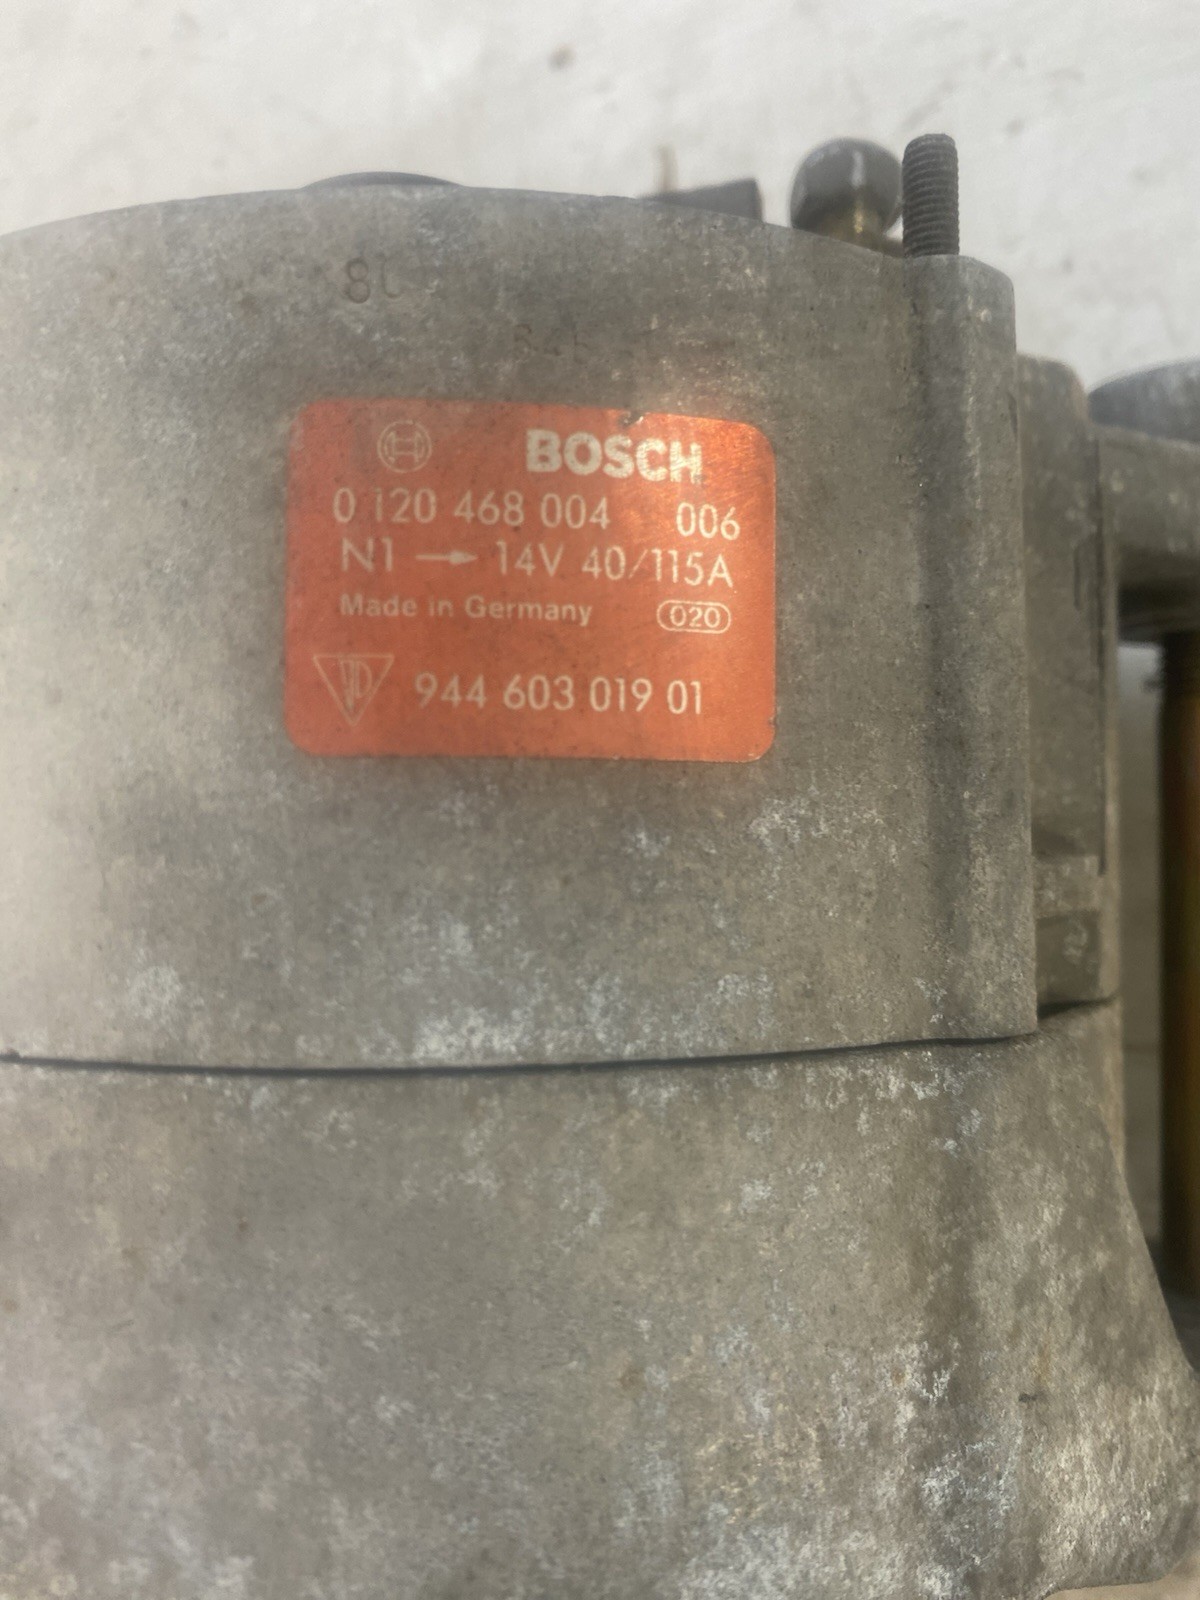 BOSCH
0 120 468 004 006
N1 → 14V 40/115A
Made in Germany 020
944 603 019 01